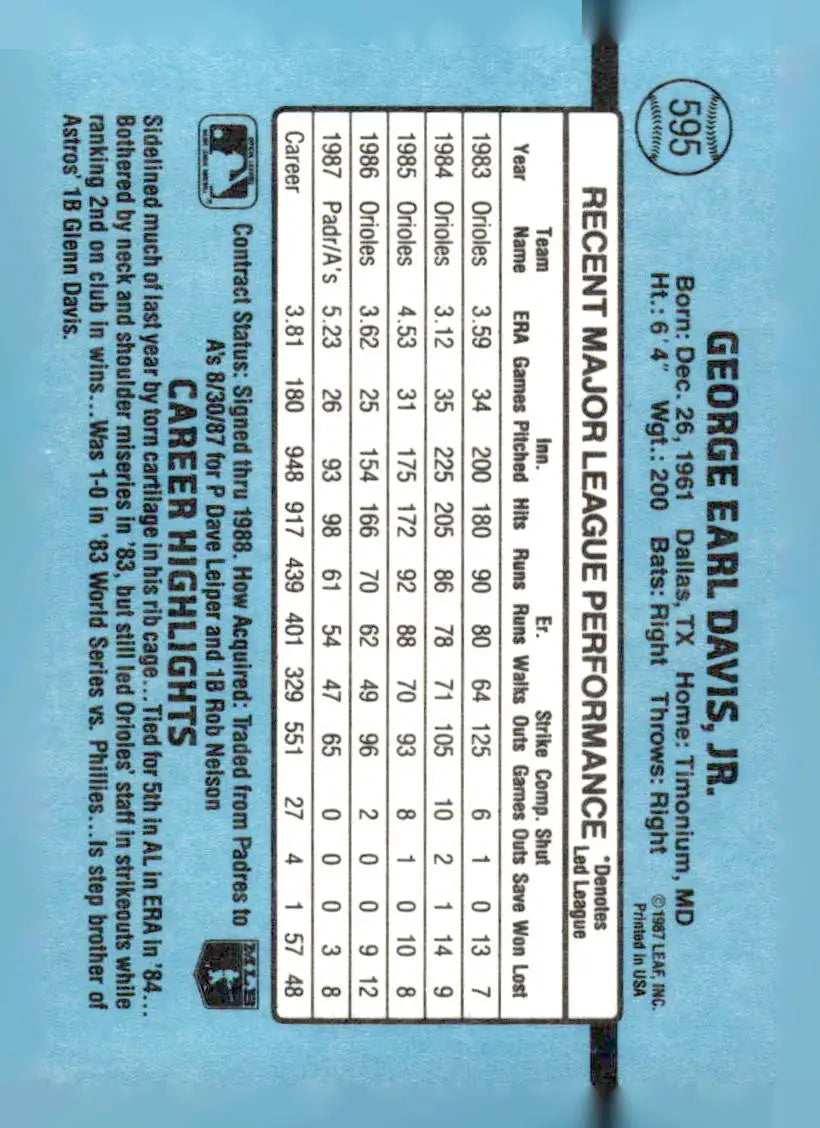 595
GEORGE EARL DAVIS, JR.
Born: Dec. 26, 1961 Dallas, TX Home: Timonium, MD
Ht.: 6'4" Wgt.: 200 Bats: Right Throws: Right
©1987 LEAF, INC.
Printed in USA
RECENT MAJOR LEAGUE PERFORMANCE *Denotes Led League
Team Inn. Er. Strike Comp. Shut
Year Name ERA Games Pitched Hits Runs Runs Walks Outs Games Outs Save Won Lost
1983 Orioles 3.59 34 200 180 90 80 64 125 6 1 0 13 7
1984 Orioles 3.12 35 225 205 86 78 71 105 10 2 1 14 9
1985 Orioles 4.53 31 175 172 92 88 70 93 8 1 0 10 8
1986 Orioles 3.62 25 154 166 70 62 49 96 2 0 0 9 12
1987 Padr/A's 5.23 26 93 98 61 54 47 65 0 0 0 3 8
Career 3.81 180 948 917 439 401 329 551 27 4 1 57 48
Contract Status: Signed thru 1988. How Acquired: Traded from Padres to
A's 8/30/87 for P Dave Leiper and 1B Rob Nelson
MLB
CAREER HIGHLIGHTS
Sidelined much of last year by torn cartilage in his rib cage...Tied for 5th in AL in ERA in '84...
Bothered by neck and shoulder miseries in '83, but still led Orioles' staff in strikeouts while
ranking 2nd on club in wins...Was 1-0 in '83 World Series vs. Phillies...Is step brother of
Astros' 1B Glenn Davis.